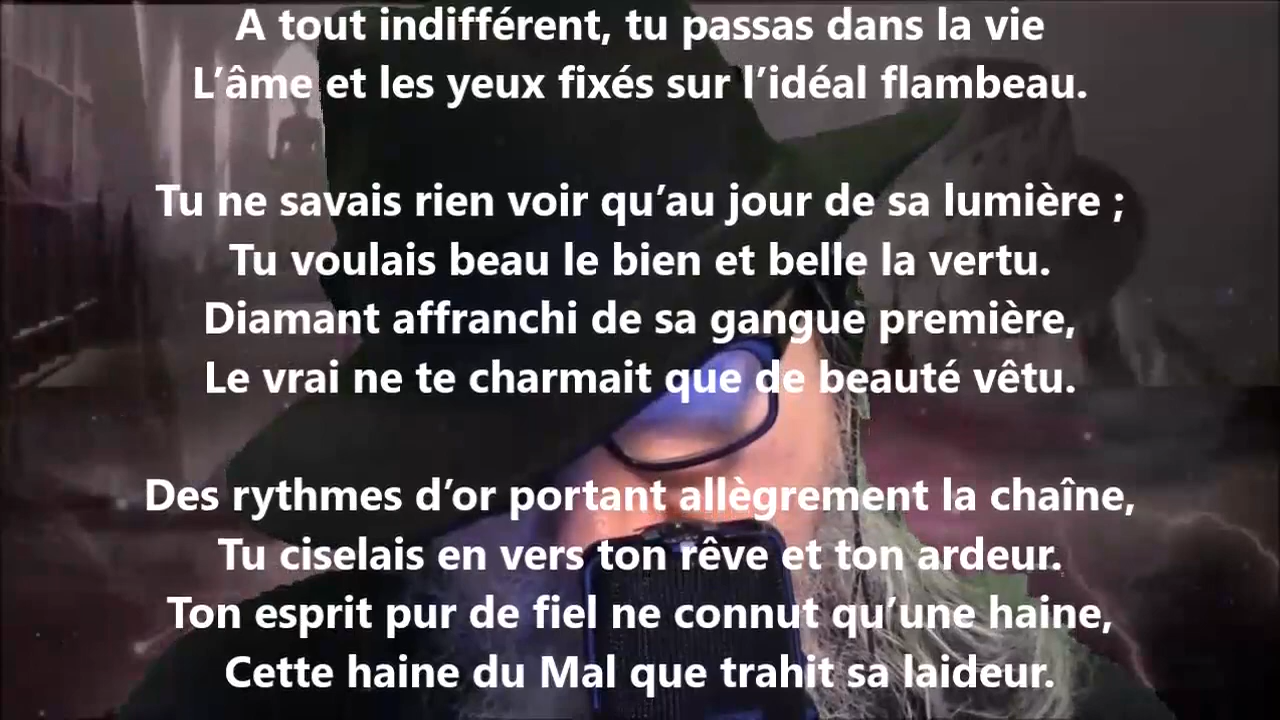 A tout indifférent, tu passas dans la vie
L’âme et les yeux fixés sur l’idéal flambeau.
Tu ne savais rien voir qu’au jour de sa lumière ;
Tu voulais beau le bien et belle la vertu.
Diamant affranchi de sa gangue première,
Le vrai ne te charmait que de beauté vêtu.
Des rythmes d’or portant allègrement la chaîne,
Tu ciselais en vers ton rêve et ton ardeur.
Ton esprit pur de fiel ne connut qu’une haine,
Cette haine du Mal que trahit sa laideur.